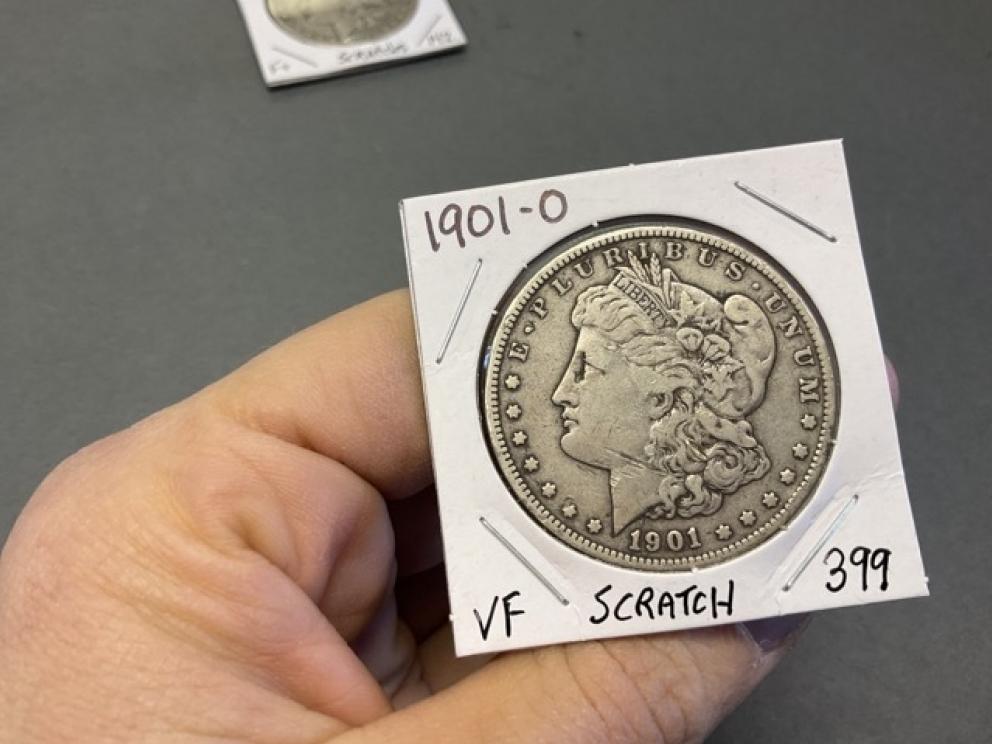 1901-O
E·PLURIBUS·UNUM
LIBERTY
1901
VF SCRATCH 399